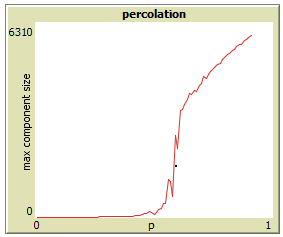 percolation
6310
max component size
0
0 p 1